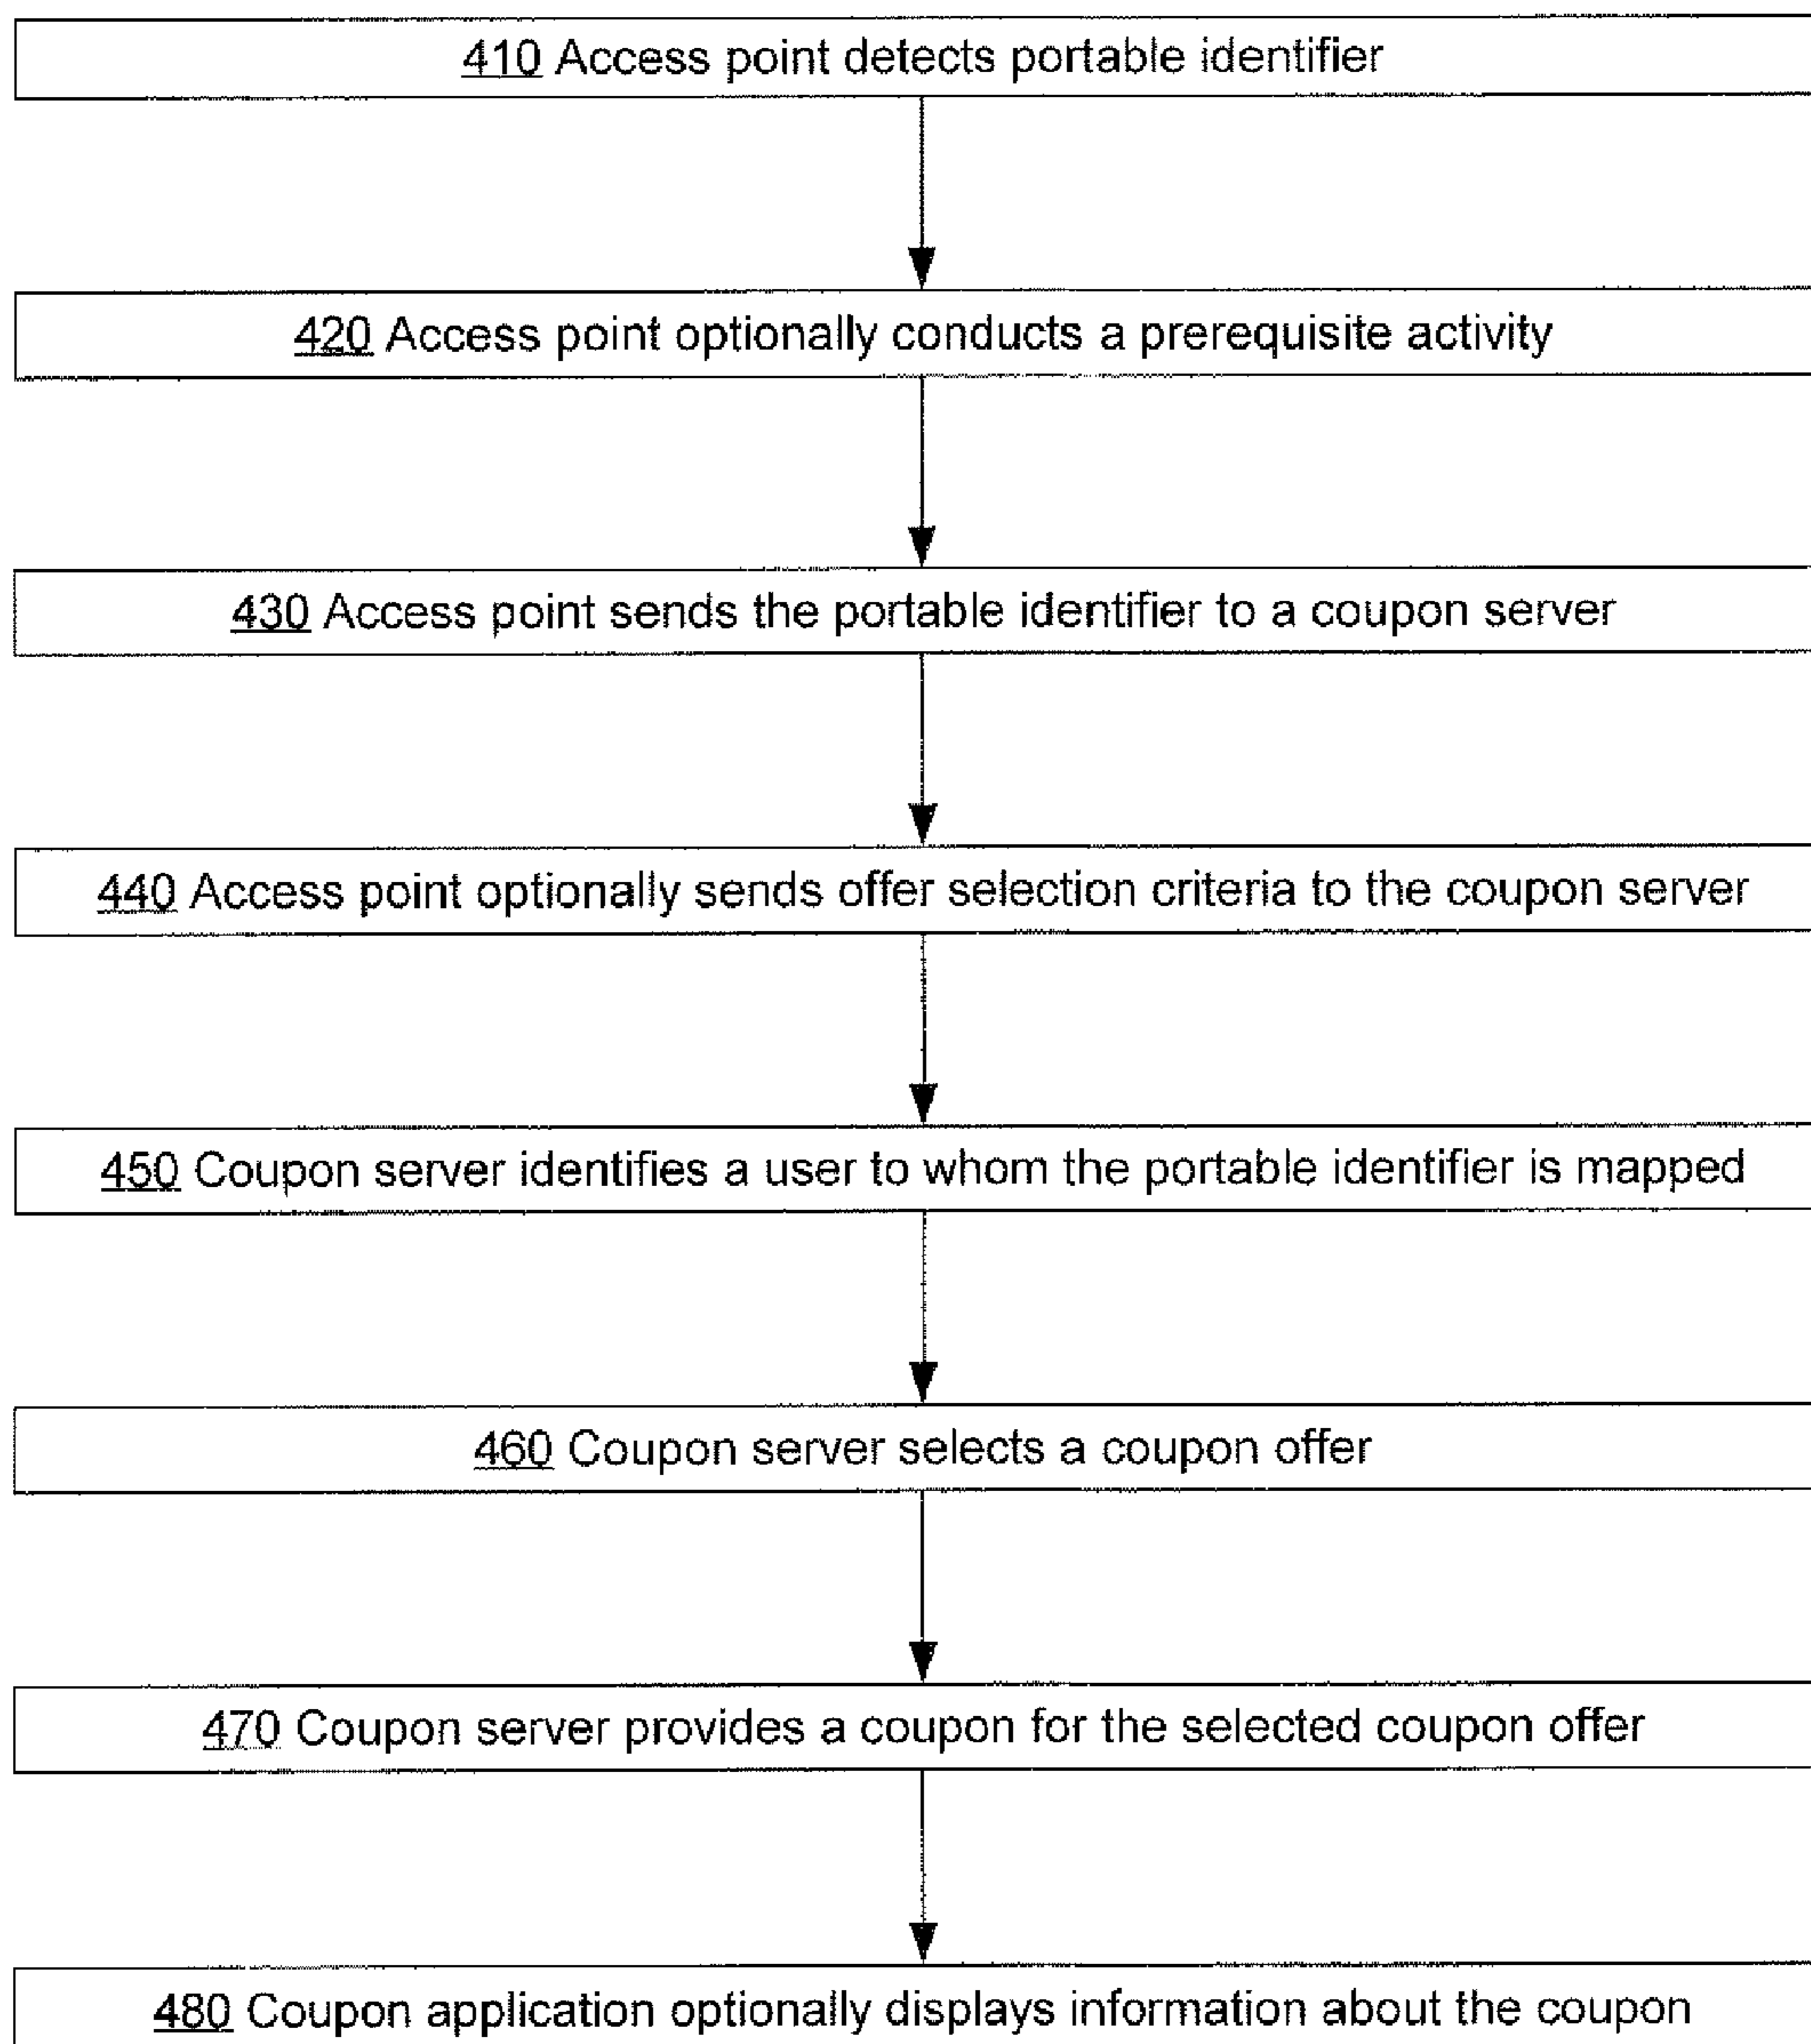 410 Access point detects portable identifier
420 Access point optionally conducts a prerequisite activity
430 Access point sends the portable identifier to a coupon server
440 Access point optionally sends offer selection criteria to the coupon server
450 Coupon server identifies a user to whom the portable identifier is mapped
460 Coupon server selects a coupon offer
470 Coupon server provides a coupon for the selected coupon offer
480 Coupon application optionally displays information about the coupon